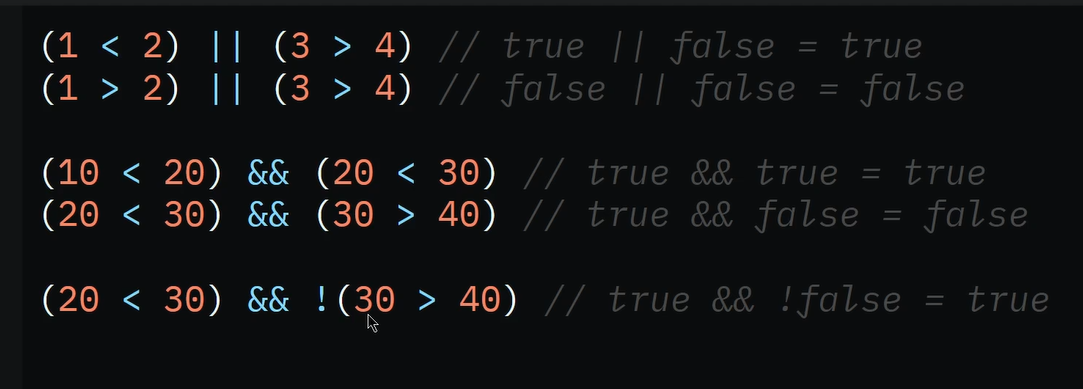 (1 < 2) || (3 > 4) // true || false = true
(1 > 2) || (3 > 4) // false || false = false
(10 < 20) && (20 < 30) // true && true = true
(20 < 30) && (30 > 40) // true && false = false
(20 < 30) && !(30 > 40) // true && !false = true